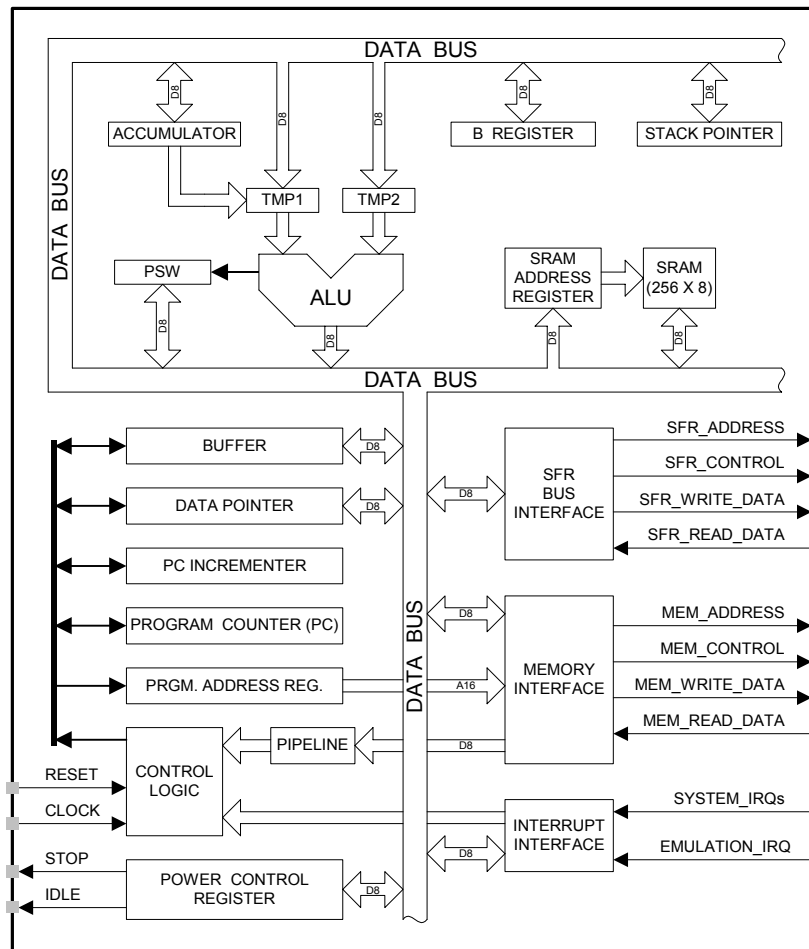 DATA BUS
D8
D8
D8
D8
D8
ACCUMULATOR
B REGISTER
STACK POINTER
DATA BUS
TMP1
TMP2
PSW
ALU
SRAM
ADDRESS
REGISTER
SRAM
(256 X 8)
D8
D8
D8
D8
DATA BUS
BUFFER
D8
SFR_ADDRESS
SFR_CONTROL
SFR
BUS
INTERFACE
D8
DATA POINTER
D8
SFR_WRITE_DATA
SFR_READ_DATA
PC INCREMENTER
PROGRAM COUNTER (PC)
DATA BUS
D8
MEM_ADDRESS
MEM_CONTROL
MEMORY
INTERFACE
PRGM. ADDRESS REG.
A16
MEM_WRITE_DATA
MEM_READ_DATA
PIPELINE
D8
CONTROL
LOGIC
RESET
CLOCK
SYSTEM_IRQs
INTERRUPT
INTERFACE
EMULATION_IRQ
D8
STOP
IDLE
POWER CONTROL
REGISTER
D8